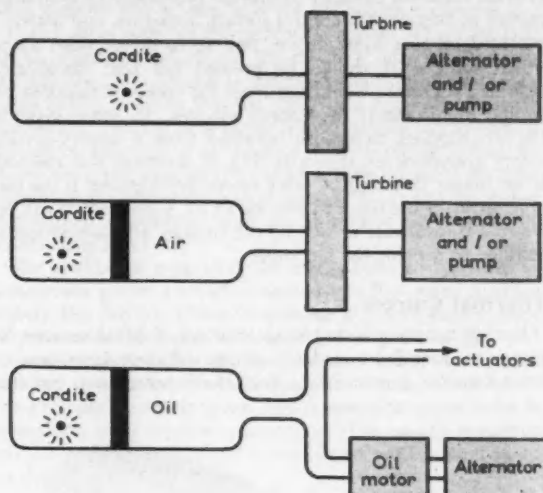 Turbine
Cordite
Alternator
and / or
pump
Turbine
Cordite
Air
Alternator
and / or
pump
To
actuators
Cordite
Oil
Oil
motor
Alternator